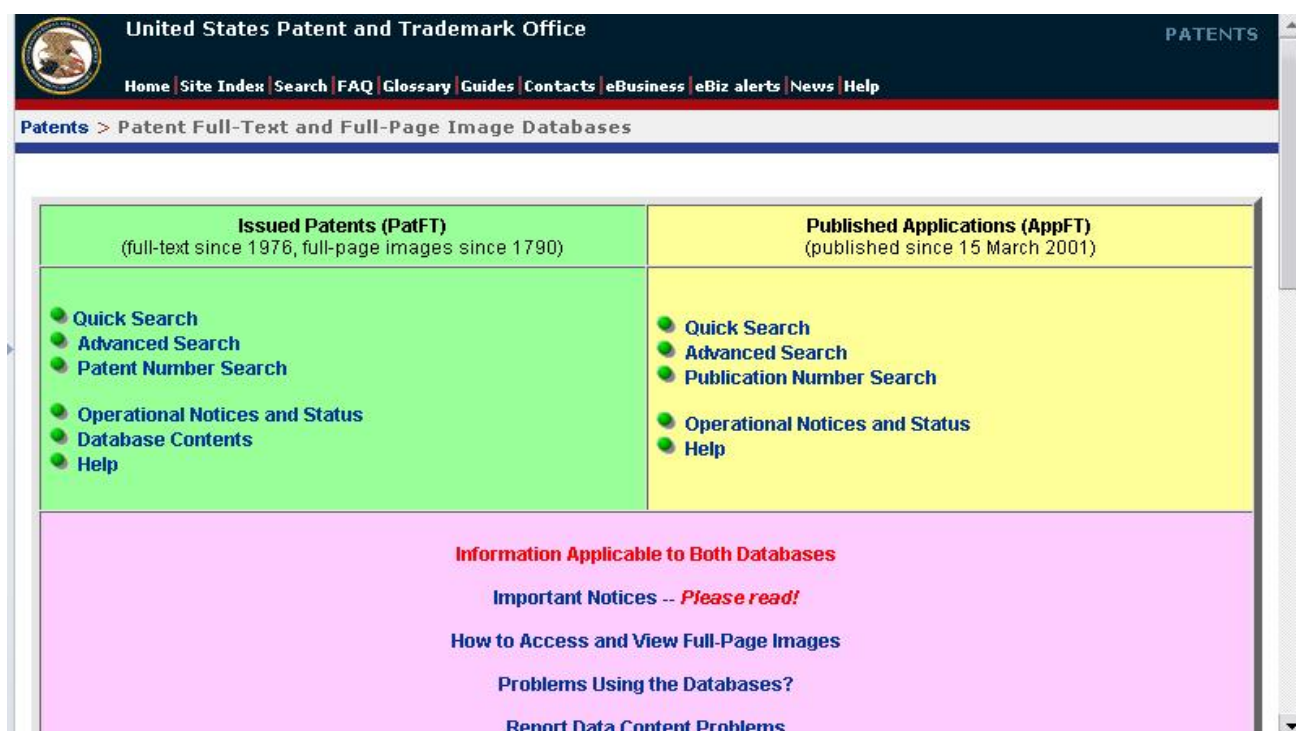 United States Patent and Trademark Office
PATENTS
Home|Site Index|Search|FAQ|Glossary|Guides|Contacts|eBusiness|eBiz alerts|News|Help
Patents > Patent Full-Text and Full-Page Image Databases
Issued Patents (PatFT)
(full-text since 1976, full-page images since 1790)
Quick Search
Advanced Search
Patent Number Search
Operational Notices and Status
Database Contents
Help
Published Applications (AppFT)
(published since 15 March 2001)
Quick Search
Advanced Search
Publication Number Search
Operational Notices and Status
Help
Information Applicable to Both Databases
Important Notices -- Please read!
How to Access and View Full-Page Images
Problems Using the Databases?
Report Data Content Problems